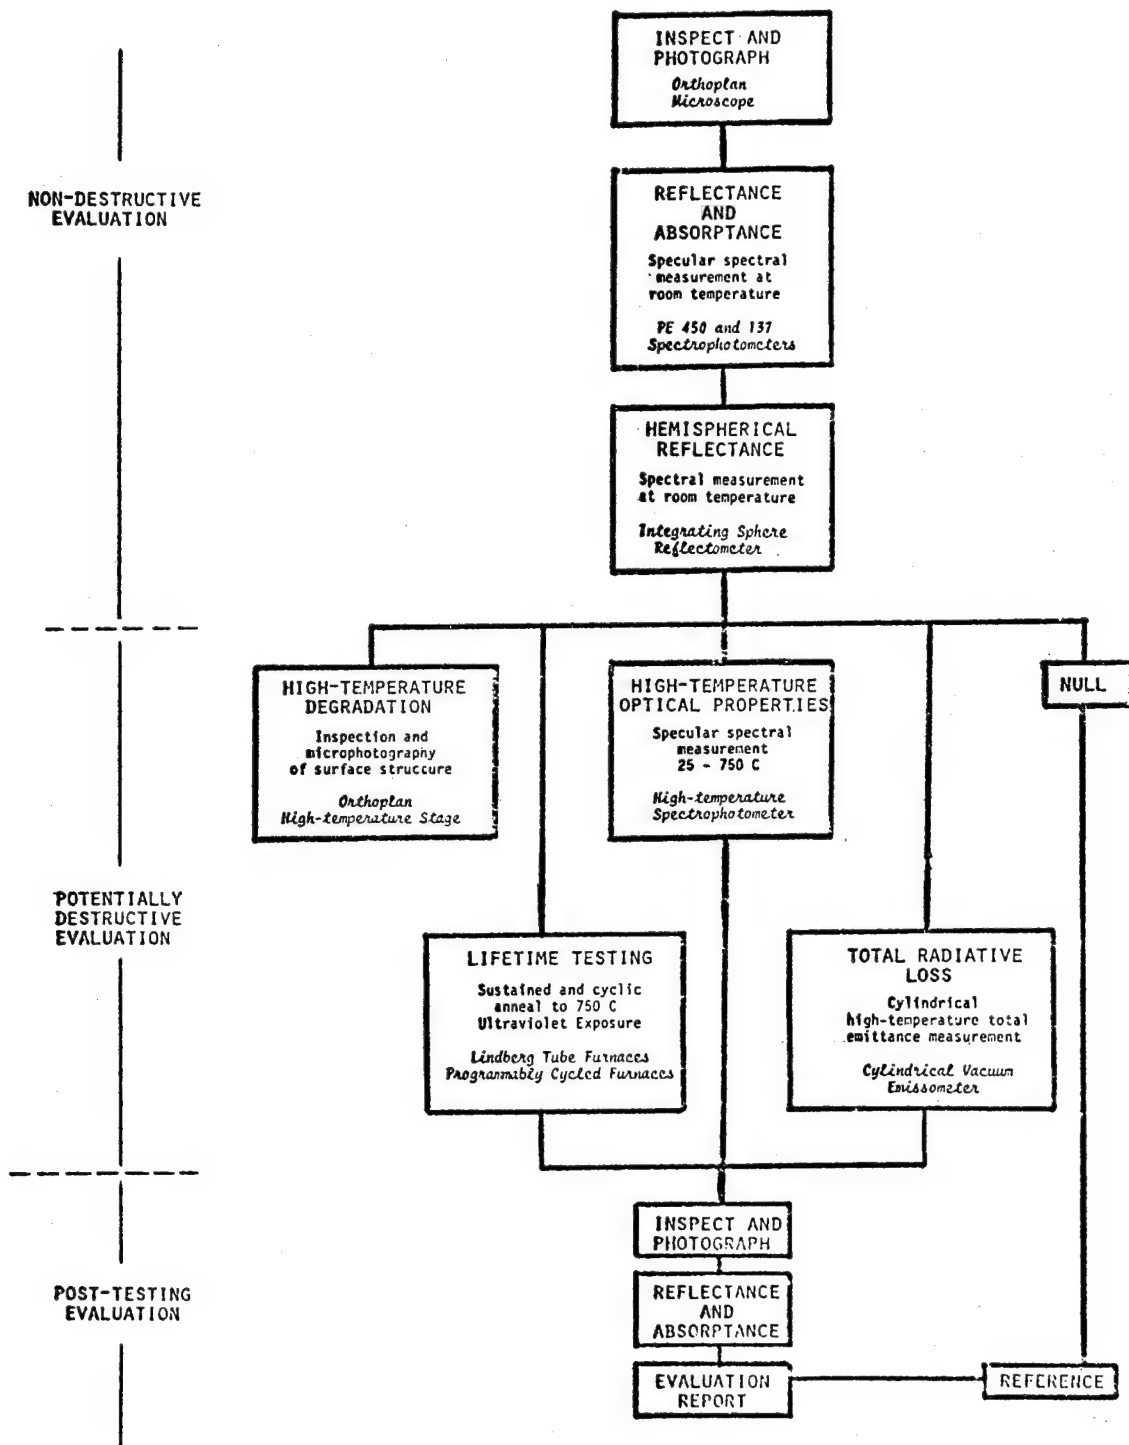 INSPECT AND
PHOTOGRAPH
Orthoplan
Microscope
NON-DESTRUCTIVE
EVALUATION
REFLECTANCE
AND
ABSORPTANCE
Specular spectral
measurement at
room temperature
PE 450 and 137
Spectrophotometers
HEMISPHERICAL
REFLECTANCE
Spectral measurement
at room temperature
Integrating Sphere
Reflectometer
HIGH-TEMPERATURE
DEGRADATION
Inspection and
microphotography
of surface struccure
Orthoplan
High-temperature Stage
HIGH-TEMPERATURE
OPTICAL PROPERTIES
Specular spectral
measurement
25 - 750 C
High-temperature
Spectrophotometer
NULL
POTENTIALLY
DESTRUCTIVE
EVALUATION
LIFETIME TESTING
Sustained and cyclic
anneal to 750 C
Ultraviolet Exposure
Lindberg Tube Furnaces
Programmably Cycled Furnaces
TOTAL RADIATIVE
LOSS
Cylindrical
high-temperature total
emittance measurement
Cylindrical Vacuum
Emissometer
POST-TESTING
EVALUATION
INSPECT AND
PHOTOGRAPH
REFLECTANCE
AND
ABSORPTANCE
EVALUATION
REPORT
REFERENCE